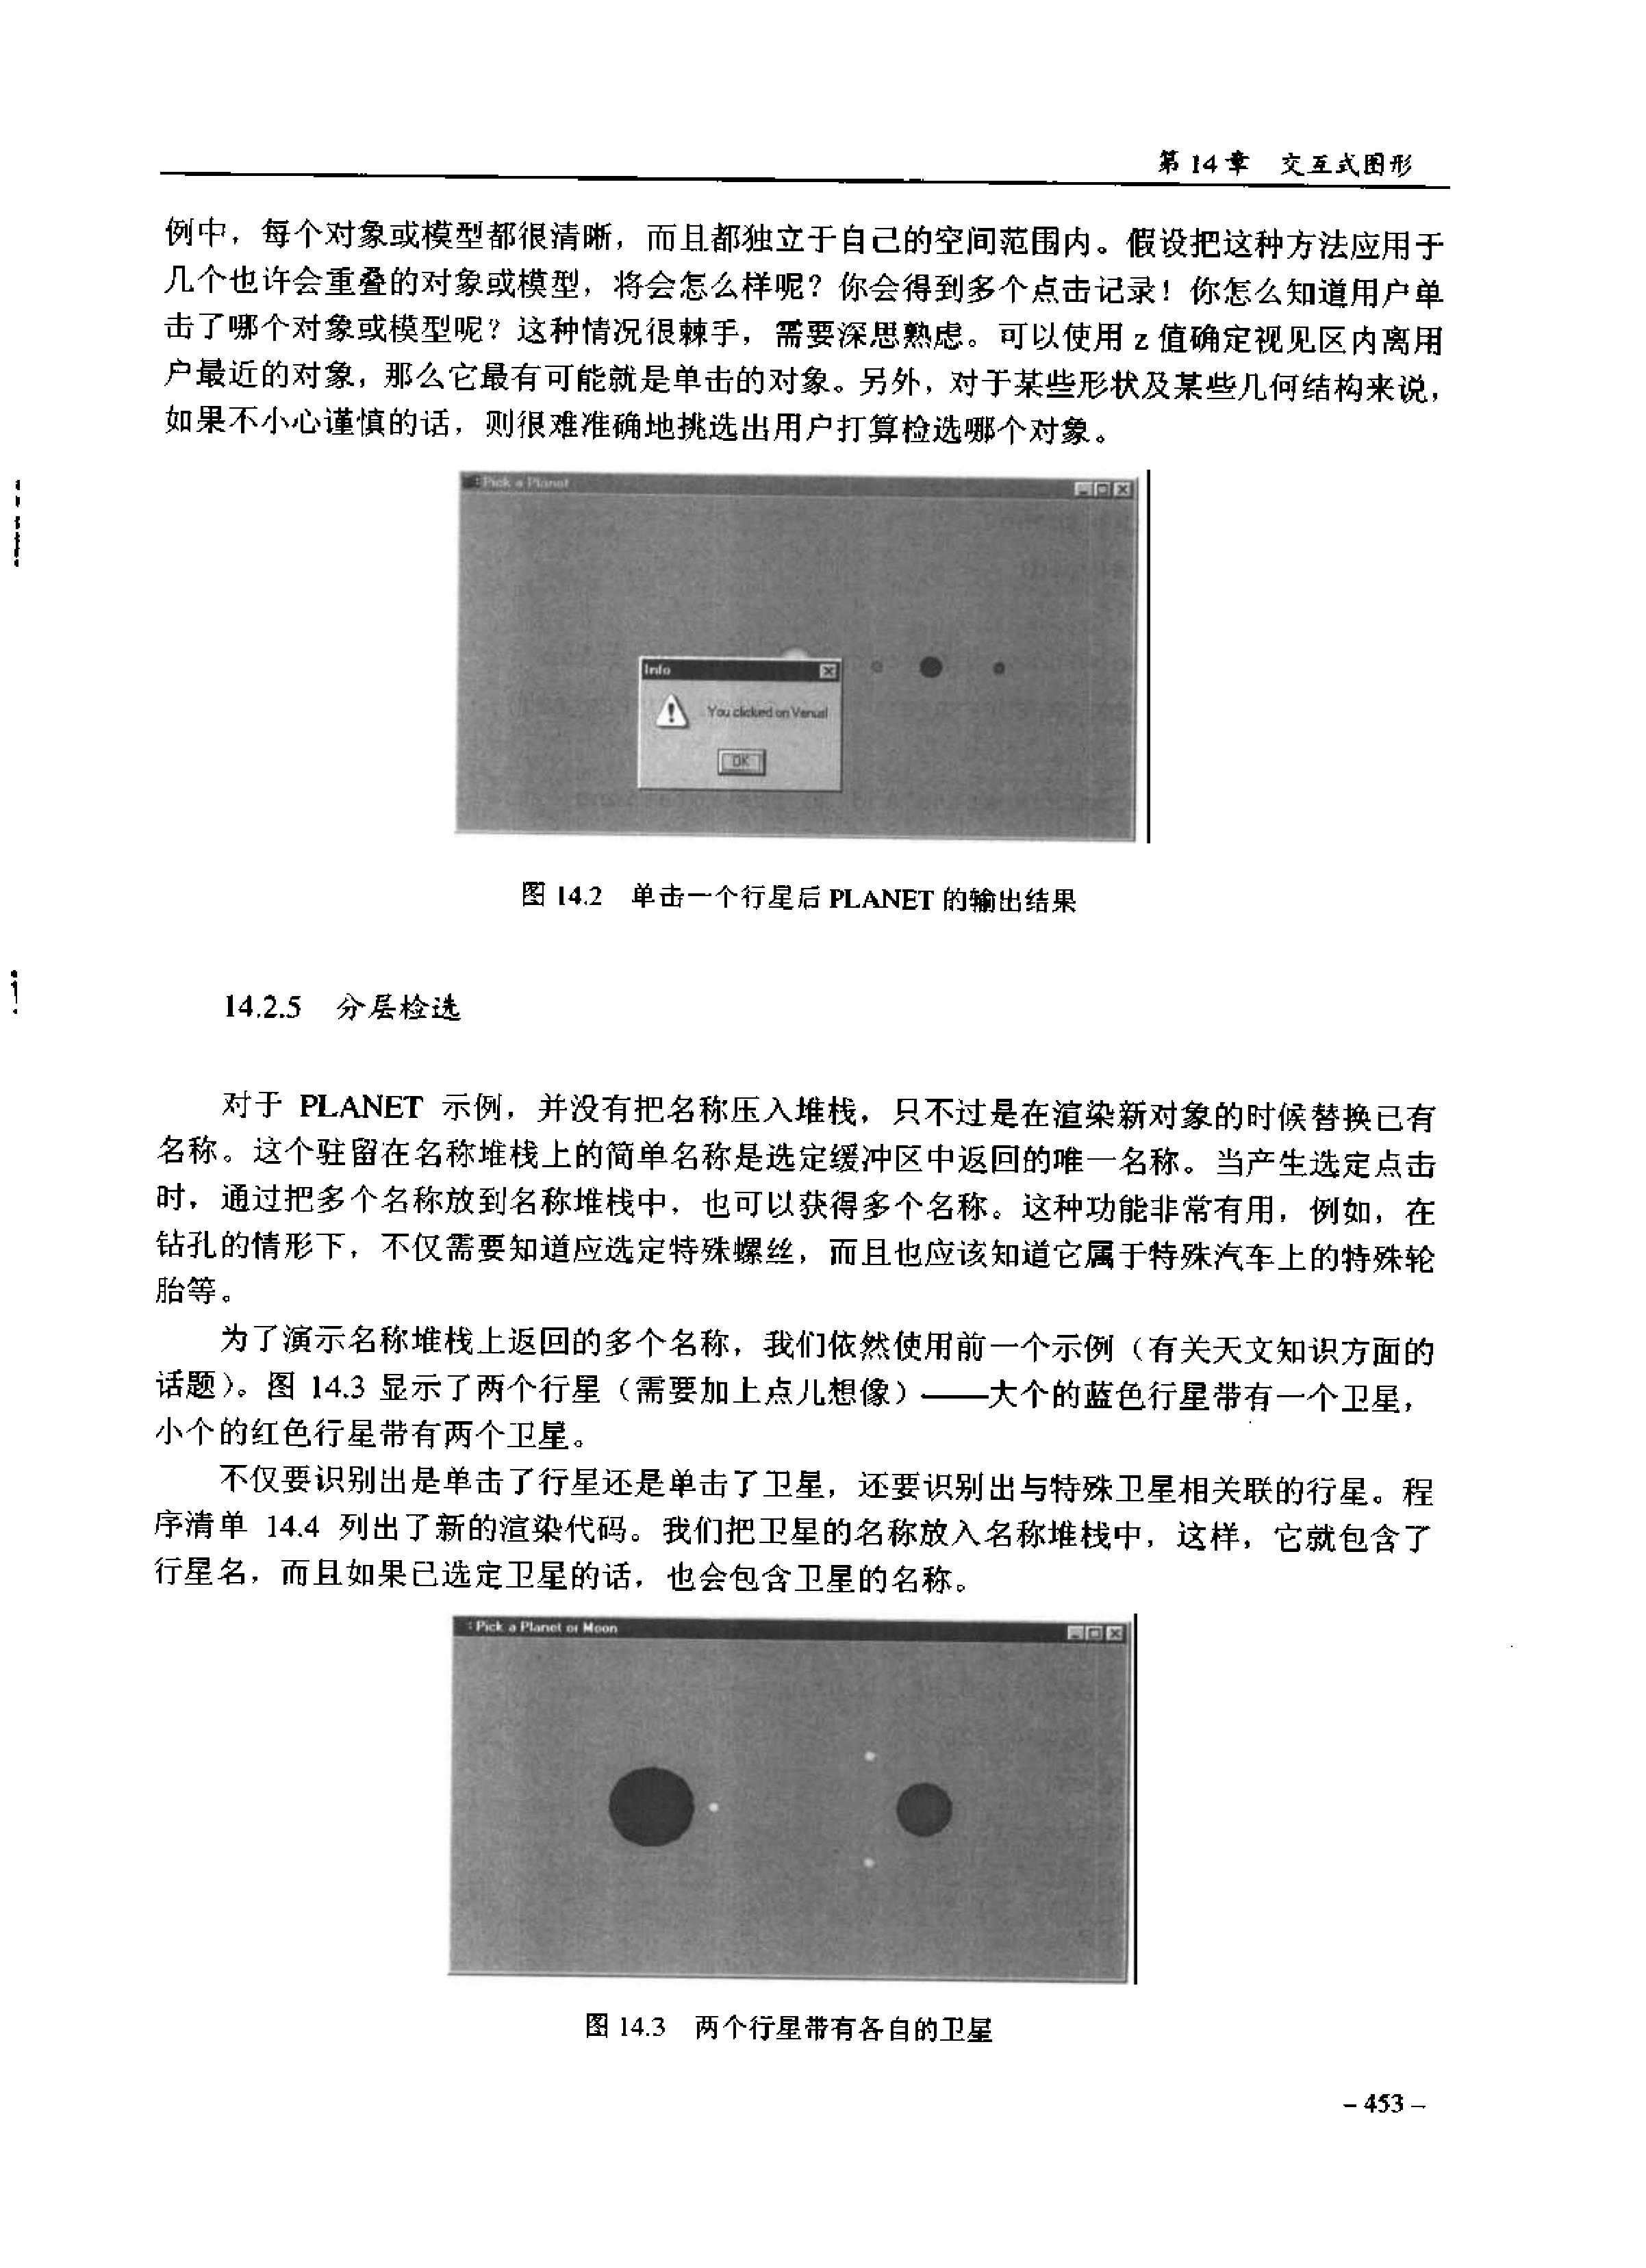 第 14 章 交互式图形
例中，每个对象或模型都很清晰，而且都独立于自己的空间范围内。假设把这种方法应用于
几个也许会重叠的对象或模型，将会怎么样呢？你会得到多个点击记录！你怎么知道用户单
击了哪个对象或模型呢？这种情况很棘手，需要深思熟虑。可以使用 z 值确定视见区内离用
户最近的对象，那么它最有可能就是单击的对象。另外，对于某些形状及某些几何结构来说，
如果不小心谨慎的话，则很难准确地挑选出用户打算检选哪个对象。
Pick a Planet
Info
You clicked on Venus!
OK
图 14.2 单击一个行星后 PLANET 的输出结果
14.2.5 分层检选
对于 PLANET 示例，并没有把名称压入堆栈，只不过是在渲染新对象的时候替换已有
名称。这个驻留在名称堆栈上的简单名称是选定缓冲区中返回的唯一名称。当产生选定点击
时，通过把多个名称放到名称堆栈中，也可以获得多个名称。这种功能非常有用，例如，在
钻孔的情形下，不仅需要知道应选定特殊螺丝，而且也应该知道它属于特殊汽车上的特殊轮
胎等。
为了演示名称堆栈上返回的多个名称，我们依然使用前一个示例（有关天文知识方面的
话题）。图 14.3 显示了两个行星（需要加上点儿想像）——大个的蓝色行星带有一个卫星，
小个的红色行星带有两个卫星。
不仅要识别出是单击了行星还是单击了卫星，还要识别出与特殊卫星相关联的行星。程
序清单 14.4 列出了新的渲染代码。我们把卫星的名称放入名称堆栈中，这样，它就包含了
行星名，而且如果已选定卫星的话，也会包含卫星的名称。
Pick a Planet or Moon
图 14.3 两个行星带有各自的卫星
– 453 –